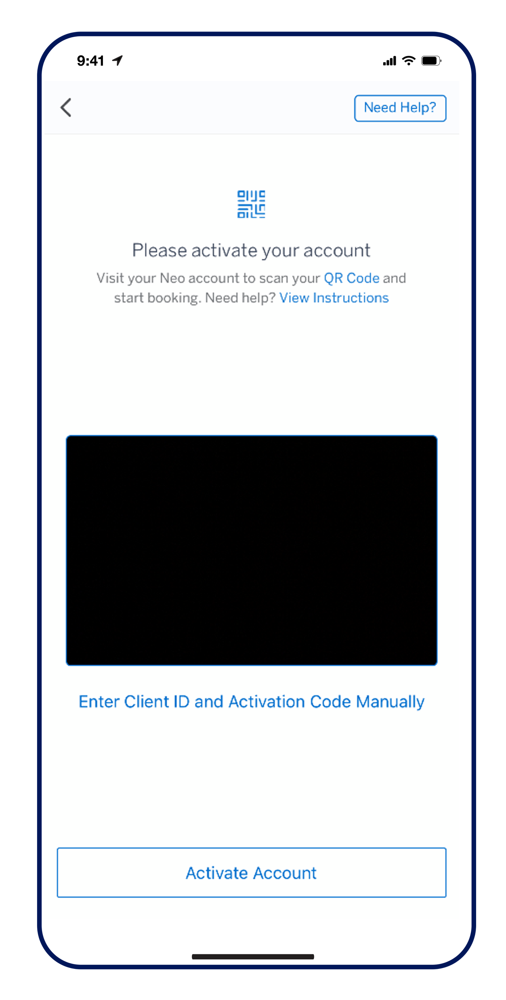 9:41
Need Help?
Please activate your account
Visit your Neo account to scan your QR Code and
start booking. Need help? View Instructions
Enter Client ID and Activation Code Manually
Activate Account